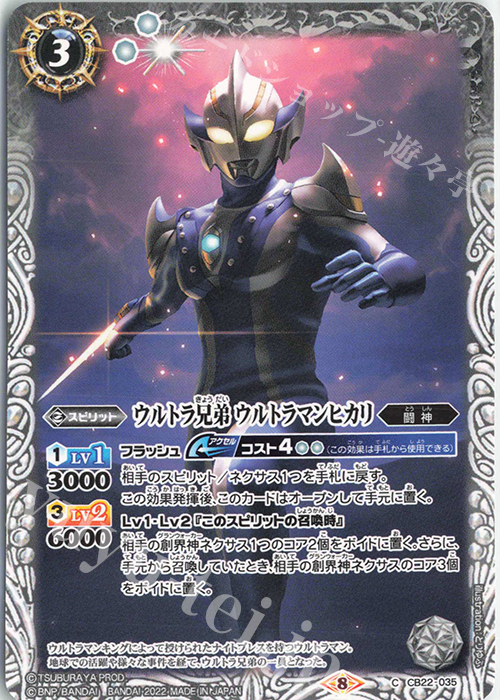 3
スピリット
ウルトラ兄弟 ウルトラマンヒカリ
きょうだい
闘神
とうしん
1 LV1
3000
3 LV2
6000
フラッシュ アクセル コスト4 (この効果は手札から使用できる)
相手のスピリット/ネクサス1つを手札に戻す。
この効果発揮後、このカードはオープンして手元に置く。
Lv1・Lv2『このスピリットの召喚時』
相手の創界神ネクサス1つのコア2個をボイドに置く。さらに、
手元から召喚していたとき、相手の創界神ネクサスのコア3個
をボイドに置く。
ウルトラマンキングによって授けられたナイトブレスを持つウルトラマン。
地球での活躍や様々な事件を経て、ウルトラ兄弟の一員となった。
©TSUBURAYA PROD
©BNP/BANDAI BANDAI 2022 MADE IN JAPAN
8
C CB22-035